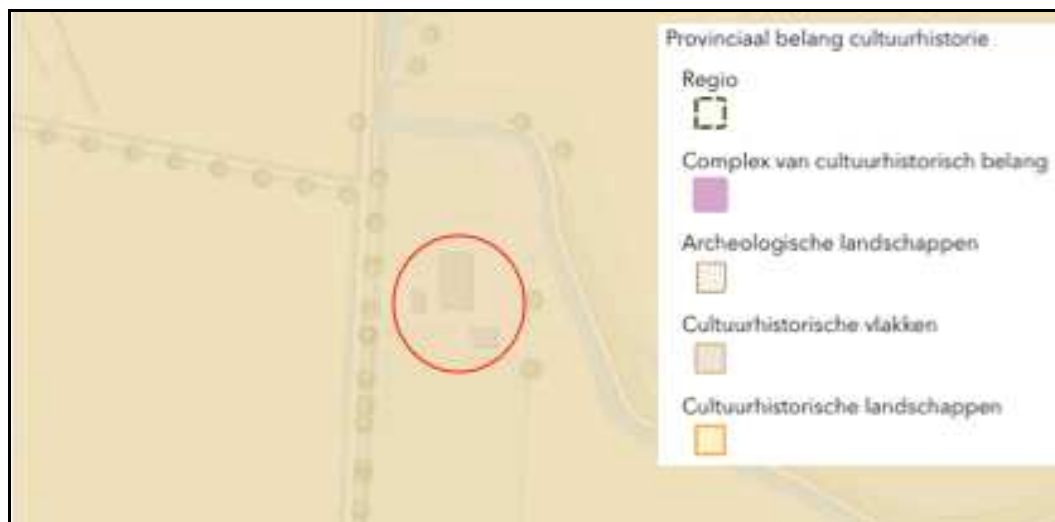 Provinciaal belang cultuurhistorie
Regio
Complex van cultuurhistorisch belang
Archeologische landschappen
Cultuurhistorische vlakken
Cultuurhistorische landschappen